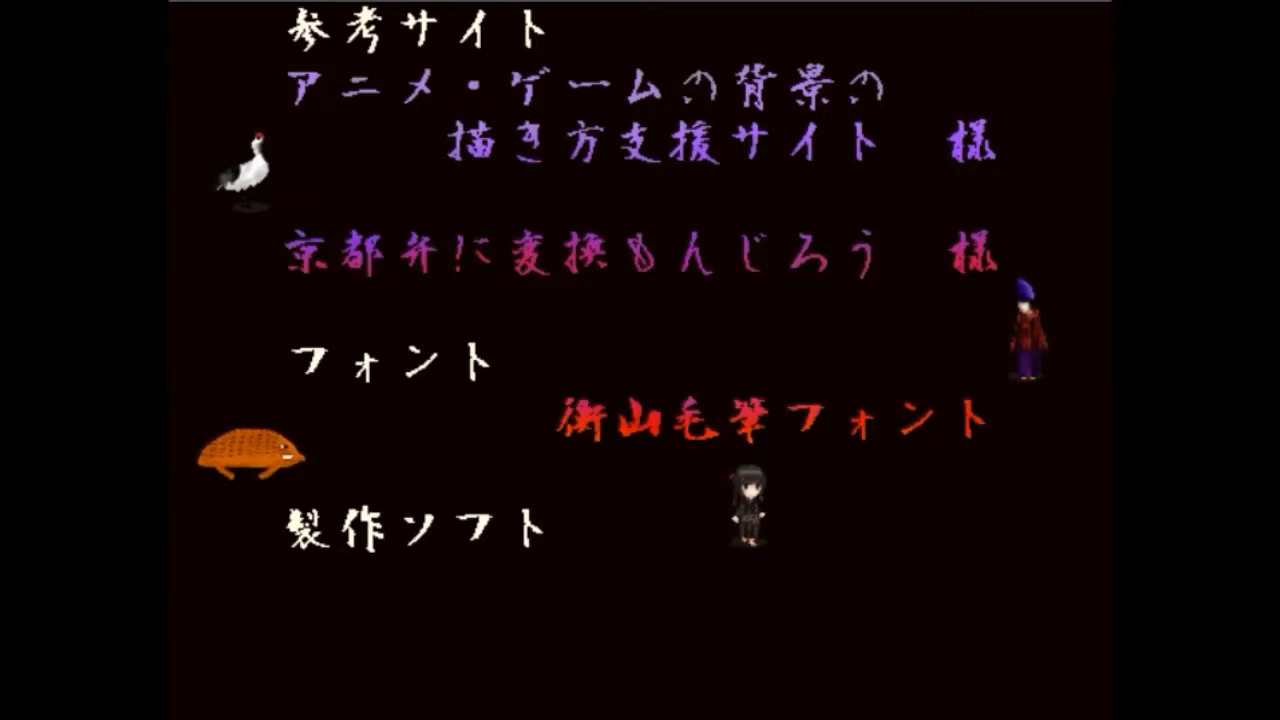 参考サイト
アニメ・ゲームの背景の
描き方支援サイト 様
京都弁に変換もんじろう 様
フォント
衡山毛筆フォント
製作ソフト